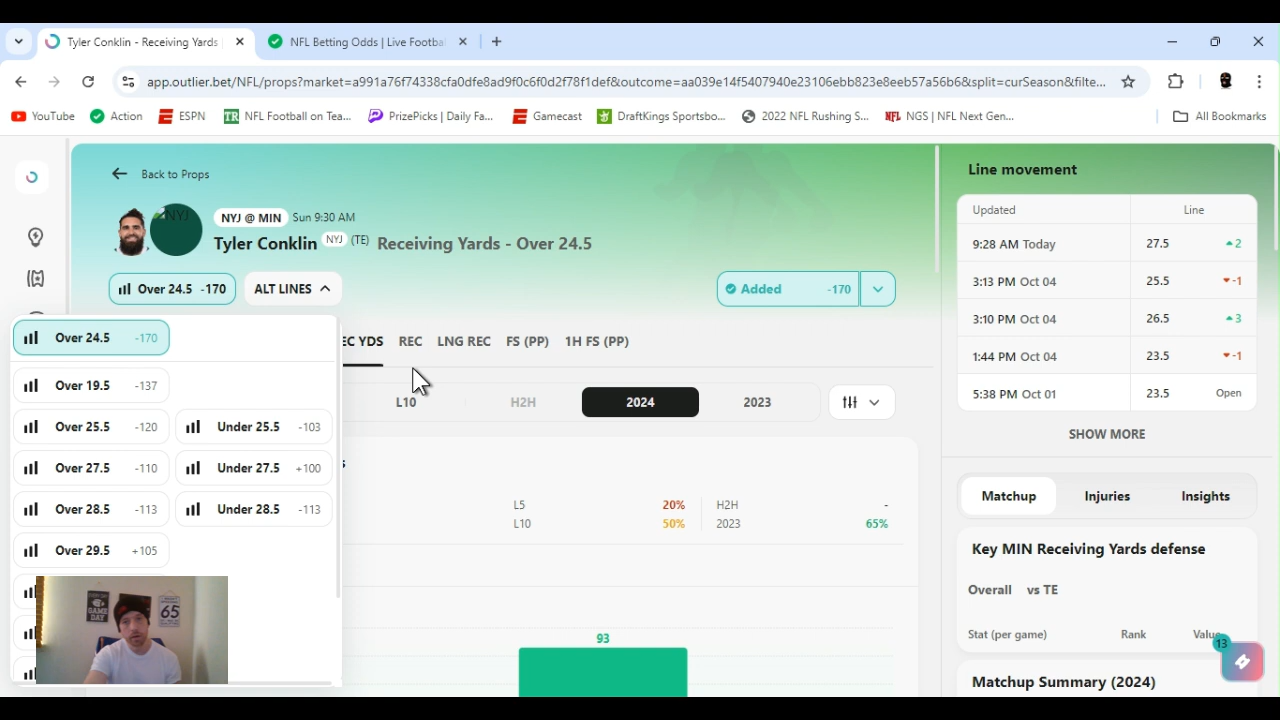 Tyler Conklin - Receiving Yards
NFL Betting Odds | Live Footba
app.outlier.bet/NFL/props?market=a991a76f74338cfa0dfe8ad9f0c6f0d2f78f1def&outcome=aa039e14f5407940e23106ebb823e8eeb57a56b6&split=curSeason&filte...
YouTube Action ESPN NFL Football on Tea... PrizePicks | Daily Fa... Gamecast DraftKings Sportsbo... 2022 NFL Rushing S... NFL NGS | NFL Next Gen... All Bookmarks
Back to Props
NYJ
NYJ @ MIN Sun 9:30 AM
Tyler Conklin NYJ (TE) Receiving Yards - Over 24.5
Over 24.5 -170 ALT LINES
Added -170
Over 24.5 -170
EC YDS REC LNG REC FS (PP) 1H FS (PP)
Over 19.5 -137
L10 H2H 2024 2023
Over 25.5 -120 Under 25.5 -103
Over 27.5 -110 Under 27.5 +100
s
Over 28.5 -113 Under 28.5 -113
L5 20% H2H -
L10 50% 2023 65%
Over 29.5 +105
GAME DAY
65
93
Line movement
Updated Line
9:28 AM Today 27.5 2
3:13 PM Oct 04 25.5 -1
3:10 PM Oct 04 26.5 3
1:44 PM Oct 04 23.5 -1
5:38 PM Oct 01 23.5 Open
SHOW MORE
Matchup Injuries Insights
Key MIN Receiving Yards defense
Overall vs TE
Stat (per game) Rank Value
13
Matchup Summary (2024)